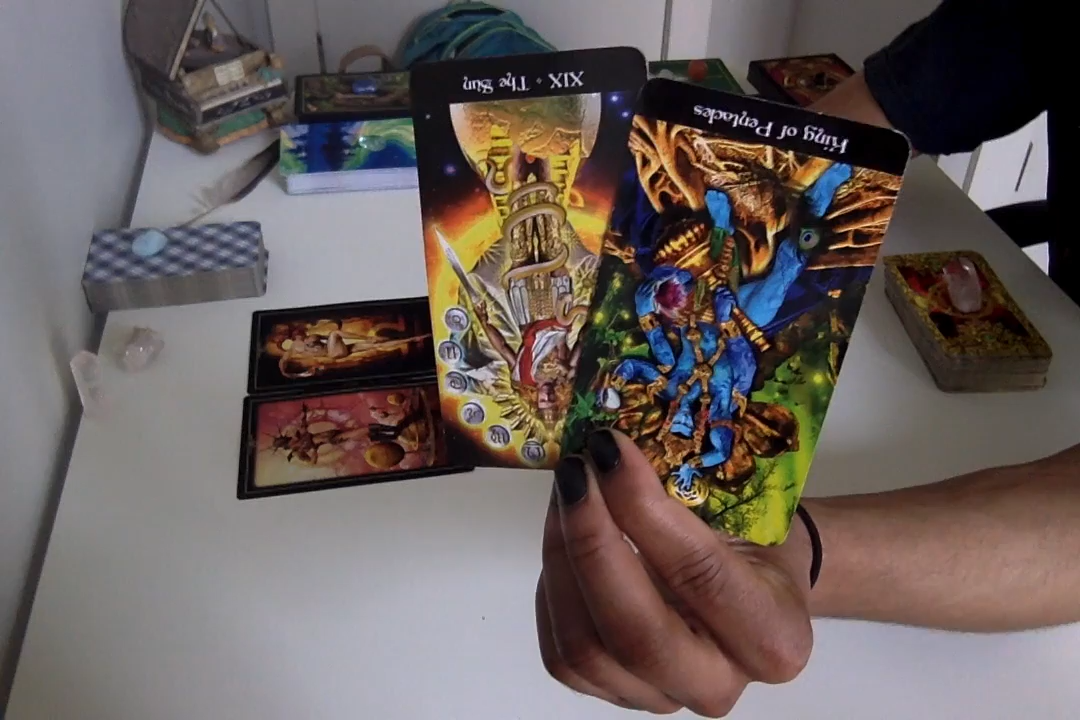 XIX • The Sun
King of Pentacles